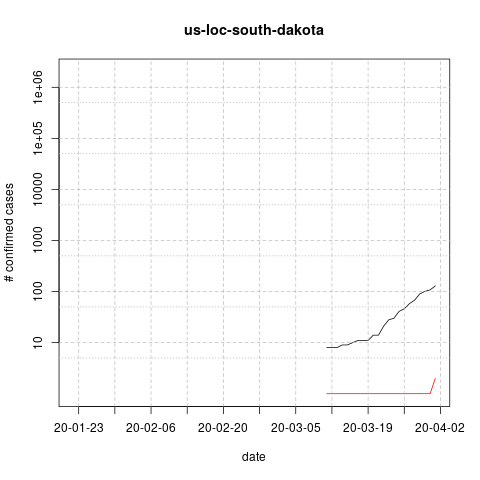 us-loc-south-dakota
1e+06
1e+05
10000
1000
100
10
# confirmed cases
20-01-23 20-02-06 20-02-20 20-03-05 20-03-19 20-04-02
date